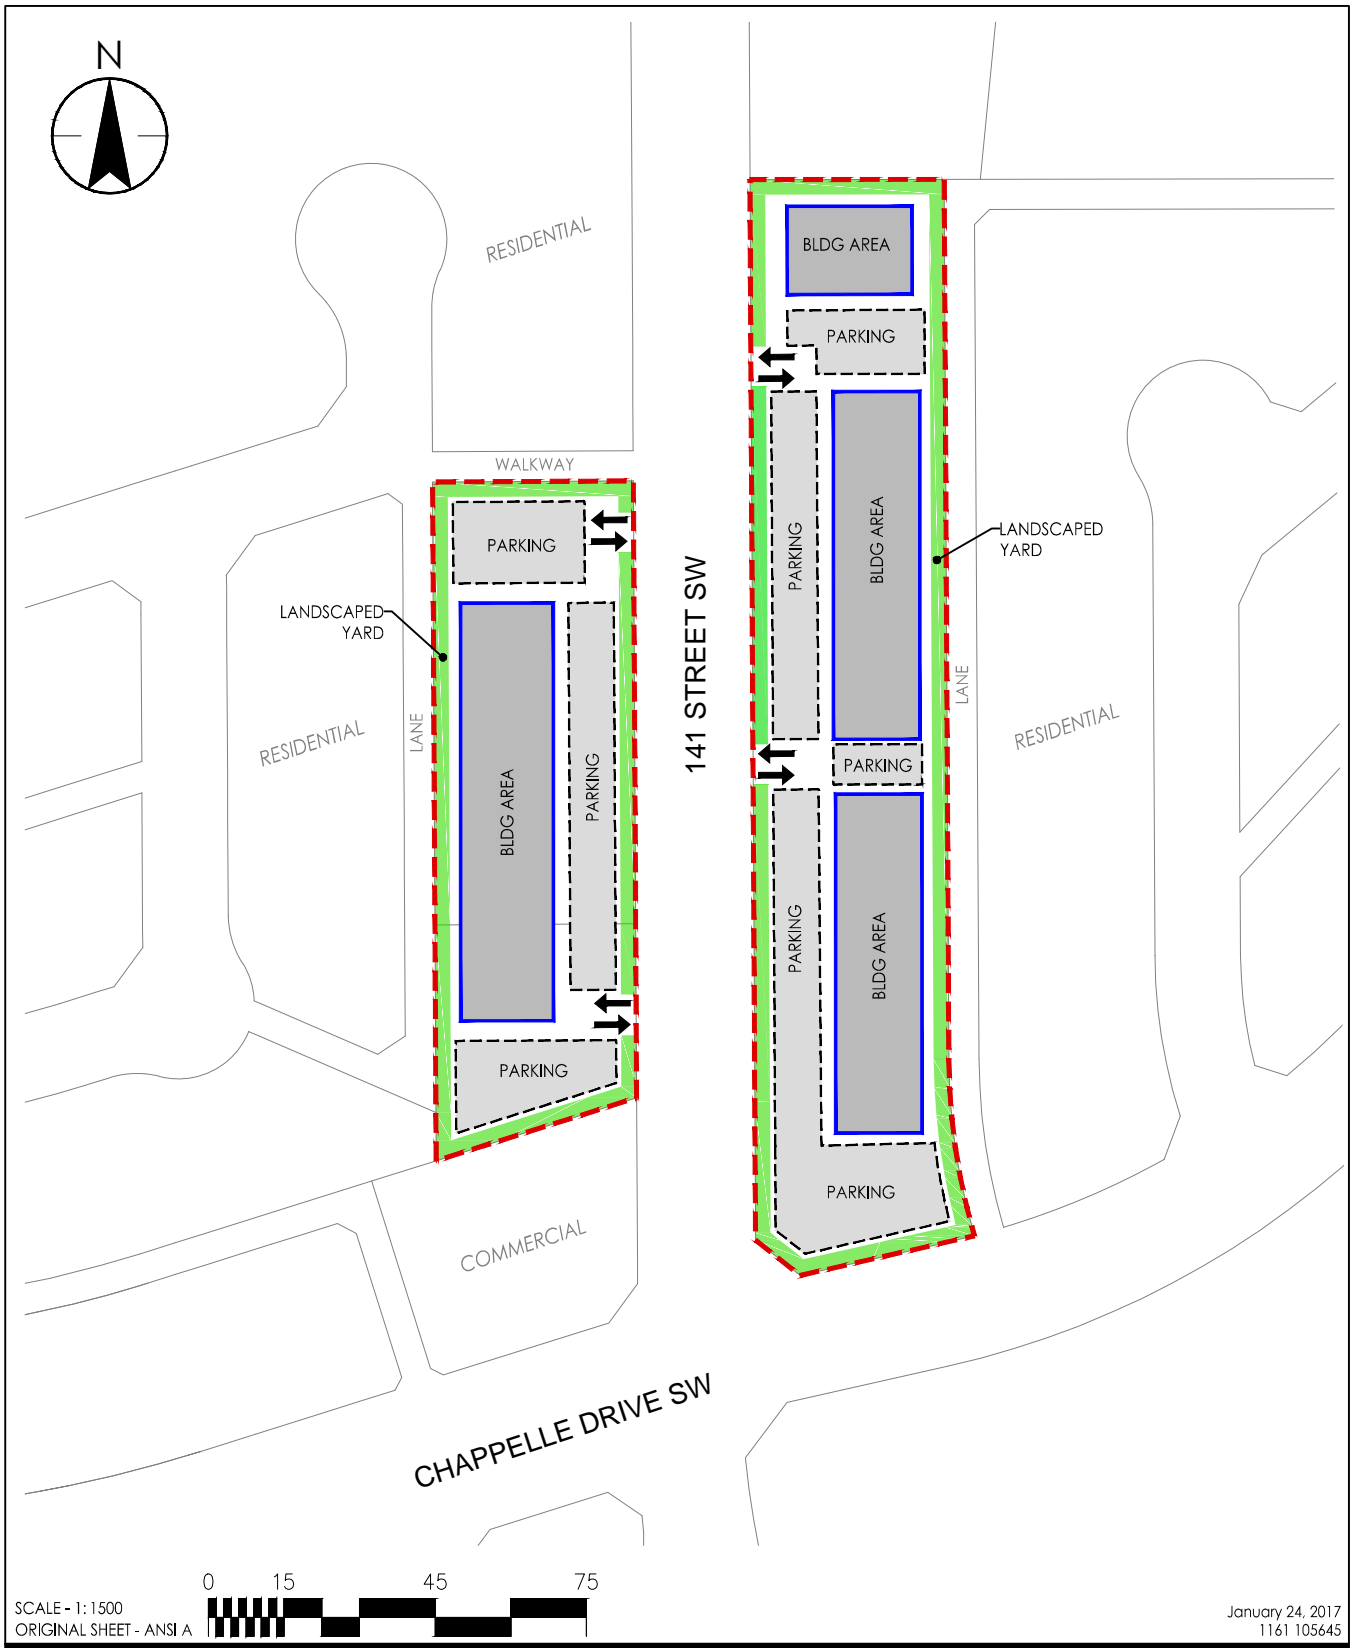 N
RESIDENTIAL
BLDG AREA
PARKING
WALKWAY
PARKING
LANDSCAPED
YARD
PARKING
BLDG AREA
141 STREET SW
LANDSCAPED
YARD
LANE
RESIDENTIAL
BLDG AREA
PARKING
LANE
RESIDENTIAL
PARKING
PARKING
BLDG AREA
PARKING
PARKING
COMMERCIAL
CHAPPELLE DRIVE SW
0 15 45 75
SCALE - 1: 1500
ORIGINAL SHEET - ANSI A
January 24, 2017
1161 105645